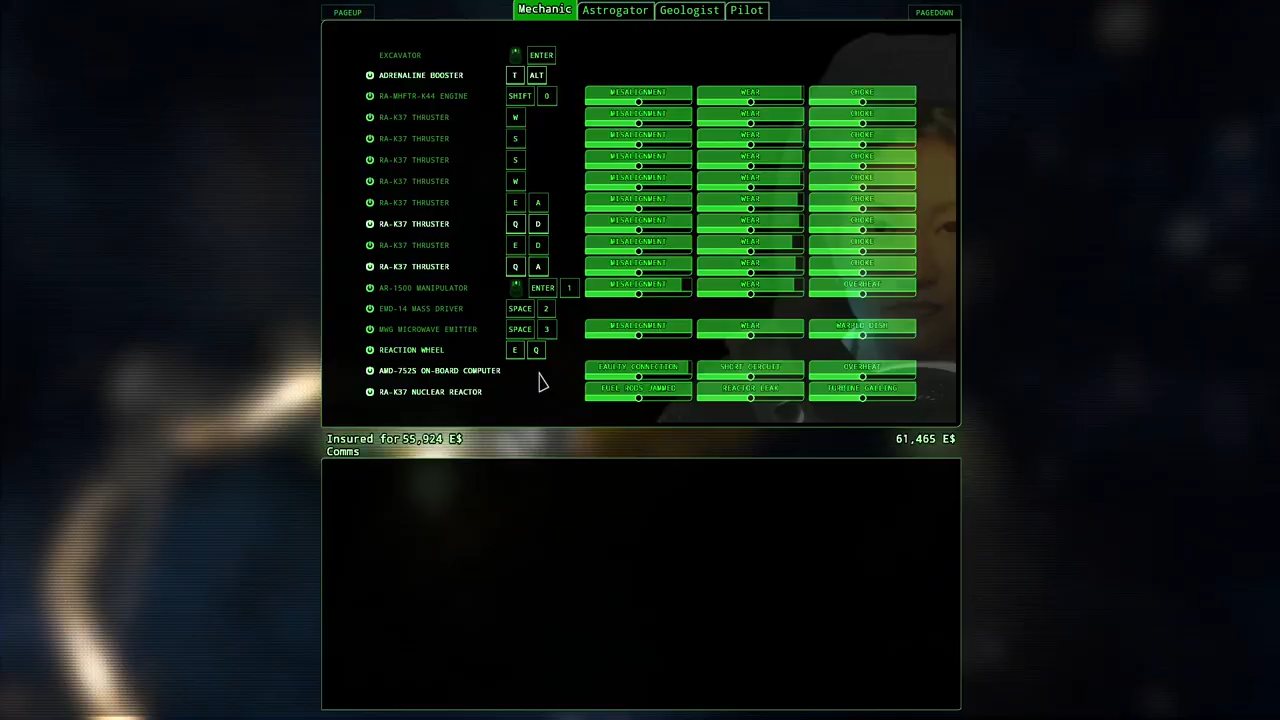 PAGEUP Mechanic Astrogator Geologist Pilot PAGEDOWN
EXCAVATOR ENTER
ADRENALINE BOOSTER T ALT
RA-MHFTR-K44 ENGINE SHIFT 0 MISALIGNMENT WEAR CHOKE
RA-K37 THRUSTER W MISALIGNMENT WEAR CHOKE
RA-K37 THRUSTER S MISALIGNMENT WEAR CHOKE
RA-K37 THRUSTER S MISALIGNMENT WEAR CHOKE
RA-K37 THRUSTER W MISALIGNMENT WEAR CHOKE
RA-K37 THRUSTER E A MISALIGNMENT WEAR CHOKE
RA-K37 THRUSTER Q D MISALIGNMENT WEAR CHOKE
RA-K37 THRUSTER E D MISALIGNMENT WEAR CHOKE
RA-K37 THRUSTER Q A MISALIGNMENT WEAR CHOKE
AR-1500 MANIPULATOR ENTER 1 MISALIGNMENT WEAR OVERHEAT
EMD-14 MASS DRIVER SPACE 2
MWG MICROWAVE EMITTER SPACE 3 MISALIGNMENT WEAR WARPED DISH
REACTION WHEEL E Q
AMD-7525 ON-BOARD COMPUTER FAULTY CONNECTION SHORT CIRCUIT OVERHEAT
RA-K37 NUCLEAR REACTOR FUEL RODS JAMMED REACTOR LEAK TURBINE GALLING
Insured for 55,924 E$ 61,465 E$
Comms